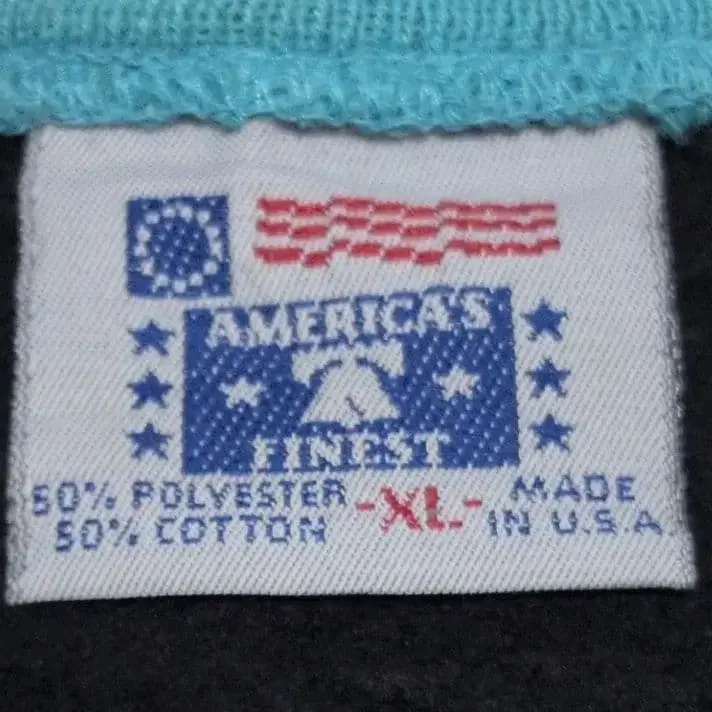 AMERICA'S
FINEST
50% POLYESTER
50% COTTON
-XL-
MADE
IN U.S.A.